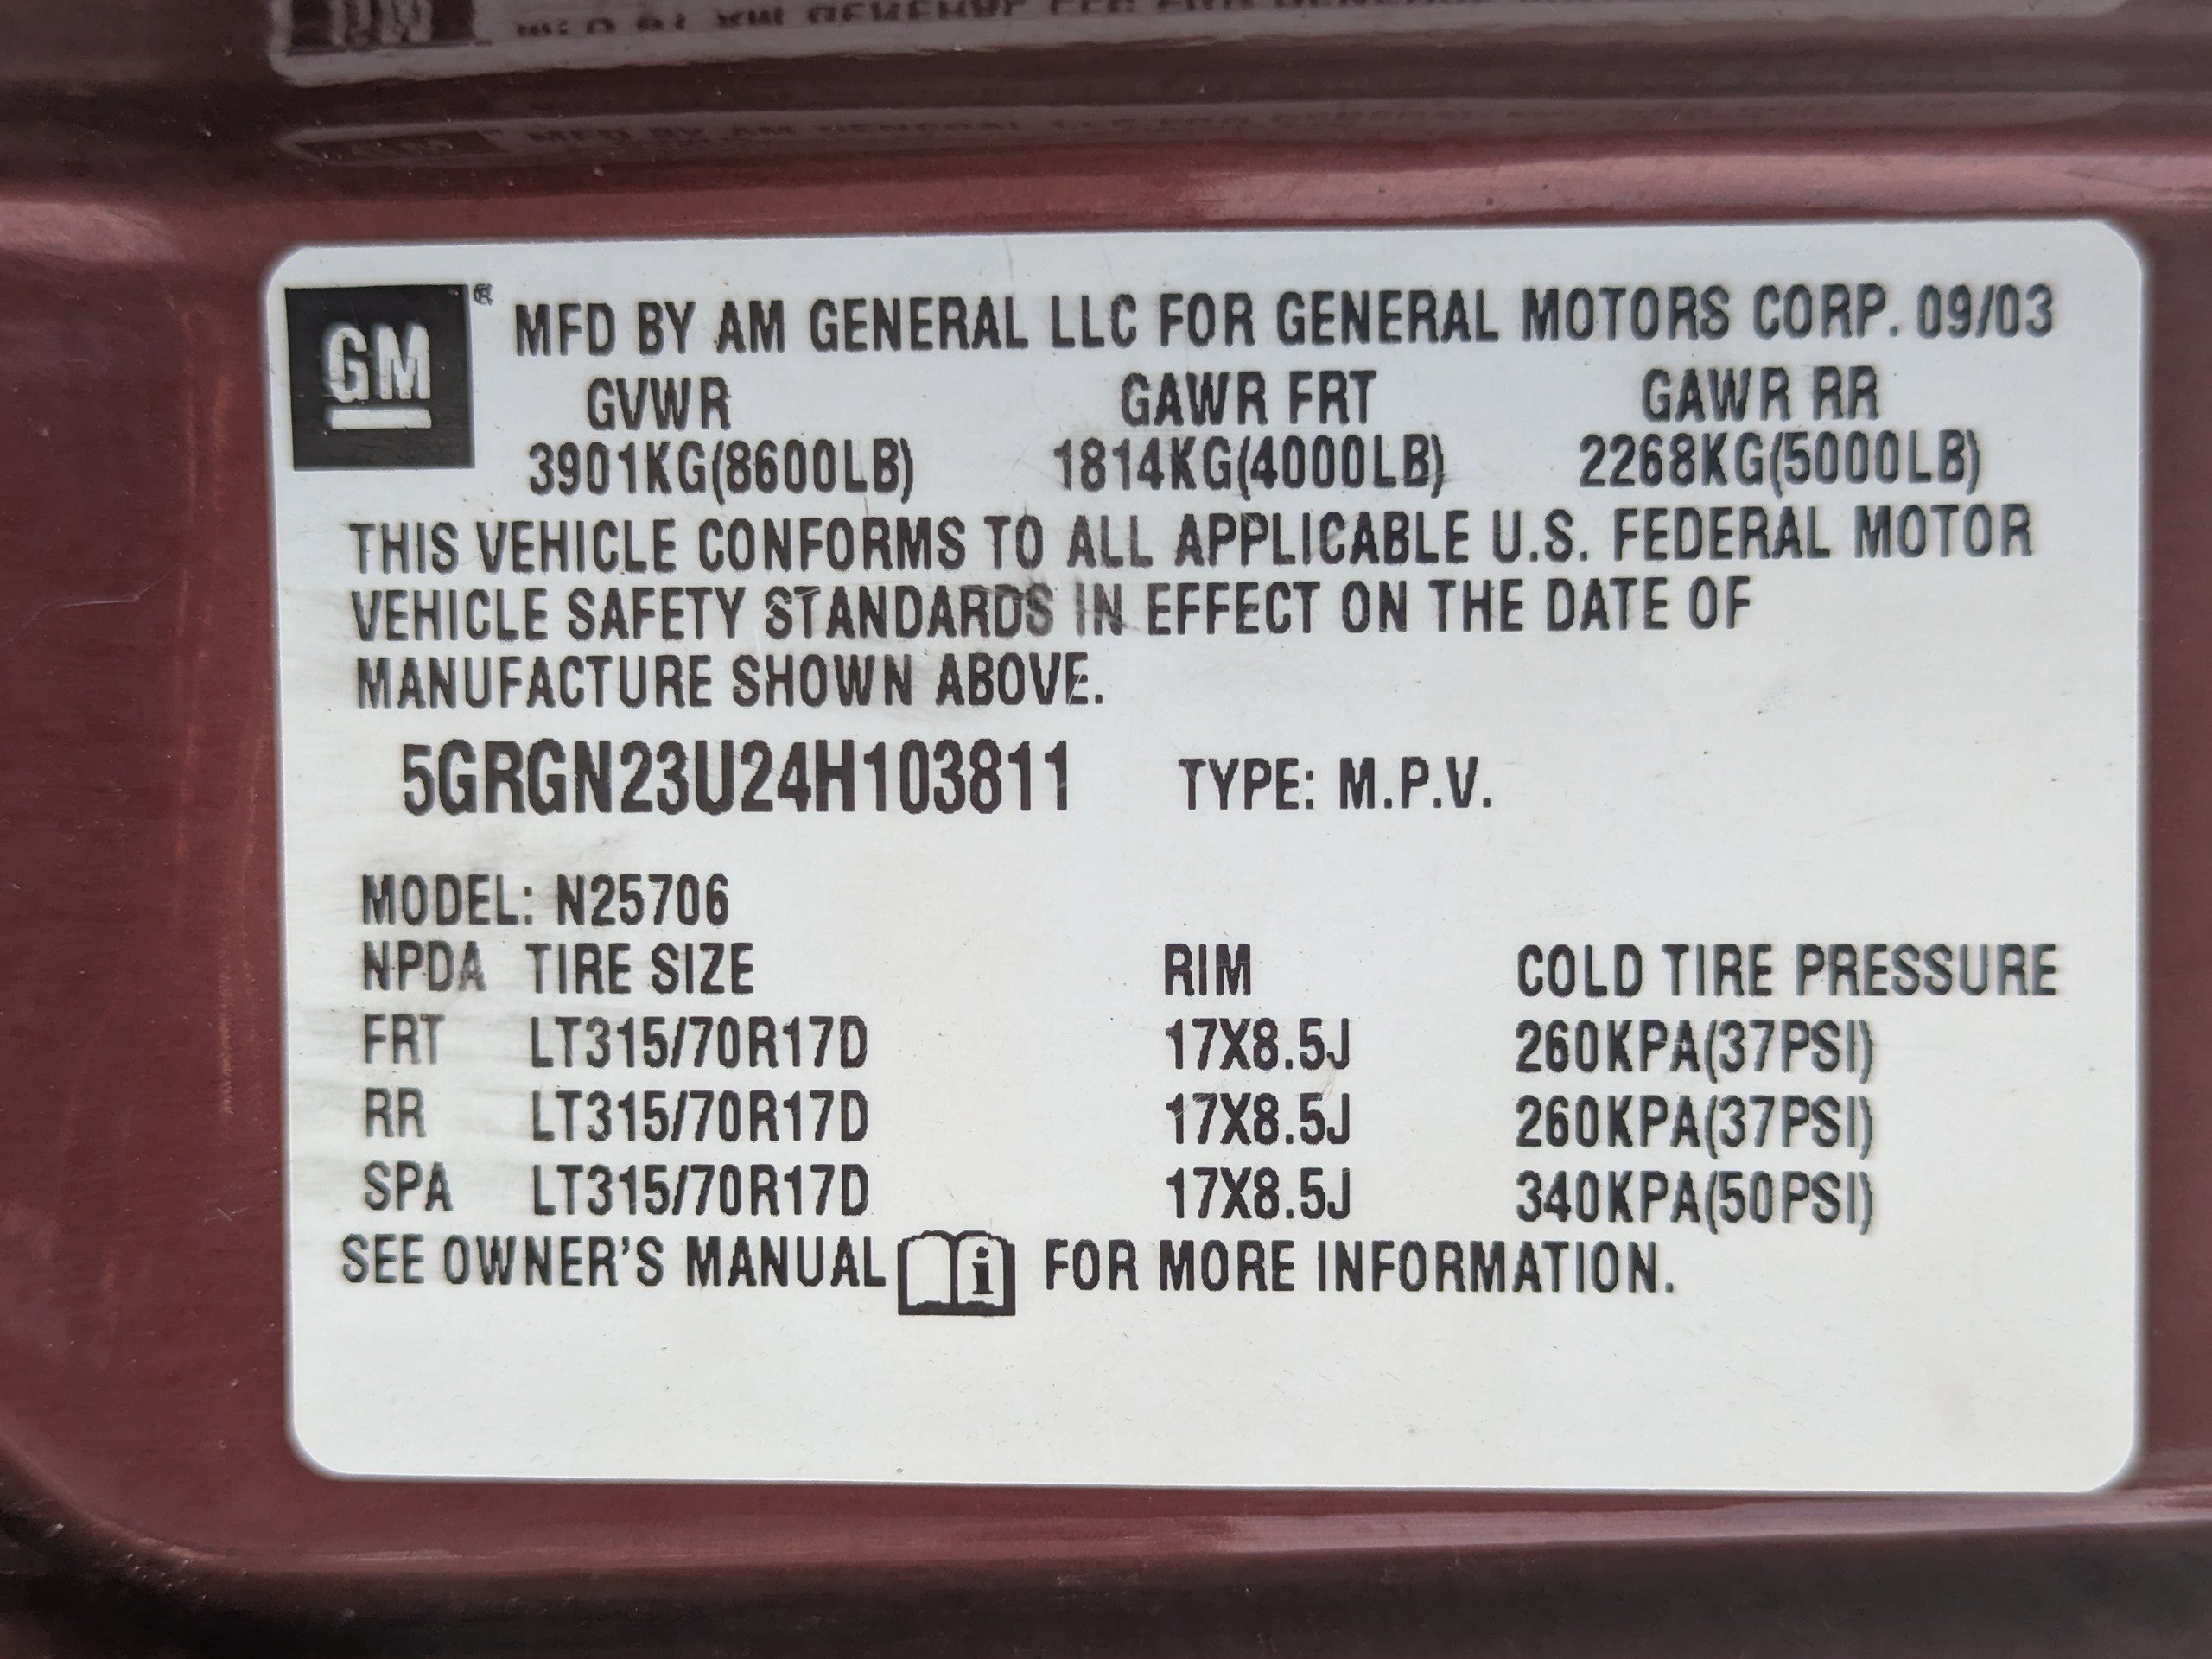 GM® MFD BY AM GENERAL LLC FOR GENERAL MOTORS CORP. 09/03
GVWR GAWR FRT GAWR RR
3901KG(8600LB) 1814KG(4000LB) 2268KG(5000LB)
THIS VEHICLE CONFORMS TO ALL APPLICABLE U.S. FEDERAL MOTOR
VEHICLE SAFETY STANDARDS IN EFFECT ON THE DATE OF
MANUFACTURE SHOWN ABOVE.
5GRGN23U24H103811 TYPE: M.P.V.
MODEL: N25706
NPDA TIRE SIZE RIM COLD TIRE PRESSURE
FRT LT315/70R17D 17X8.5J 260KPA(37PSI)
RR LT315/70R17D 17X8.5J 260KPA(37PSI)
SPA LT315/70R17D 17X8.5J 340KPA(50PSI)
SEE OWNER'S MANUAL i FOR MORE INFORMATION.